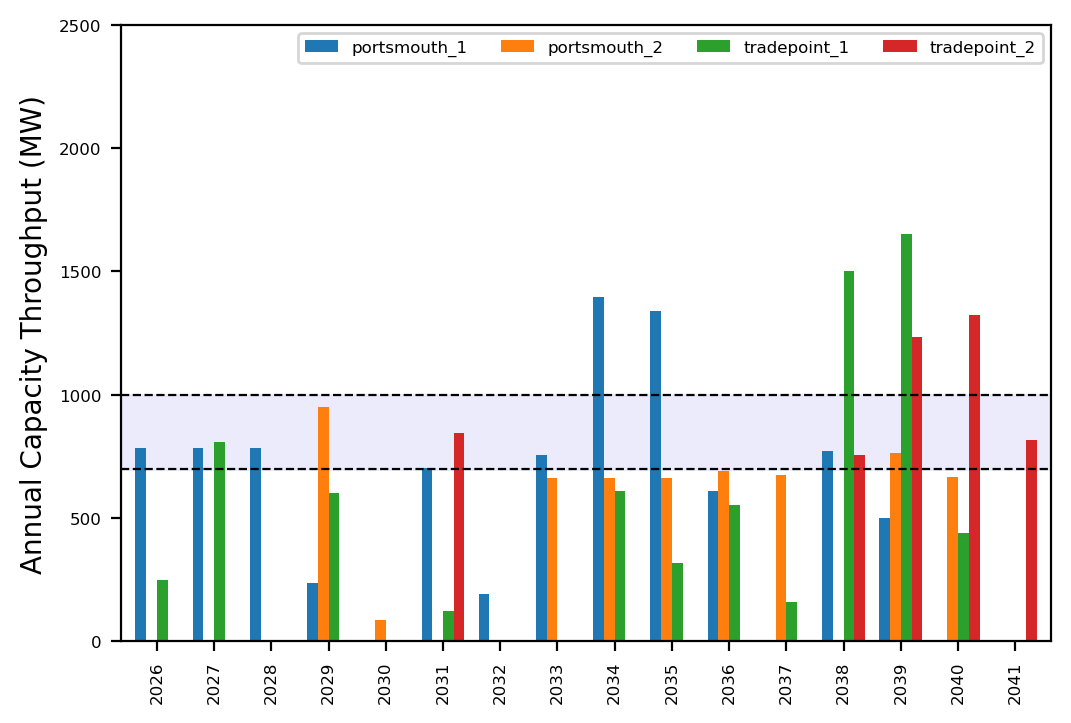 portsmouth_1 portsmouth_2 tradepoint_1 tradepoint_2
Annual Capacity Throughput (MW)
2500
2000
1500
1000
500
0
2026 2027 2028 2029 2030 2031 2032 2033 2034 2035 2036 2037 2038 2039 2040 2041